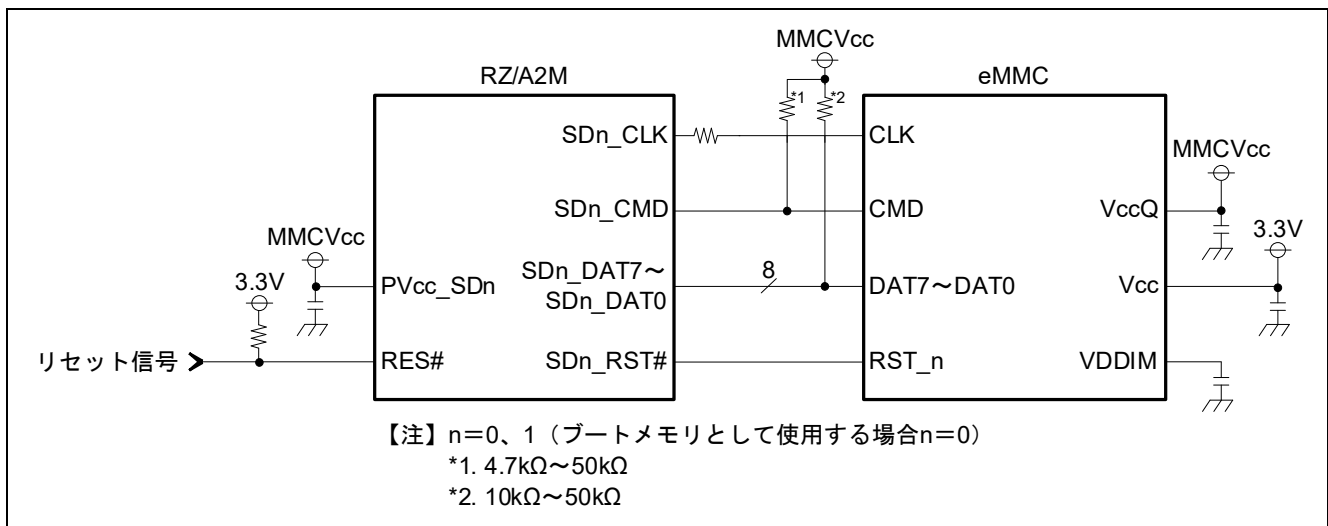 MMCVcc
RZ/A2M
eMMC
*1
*2
SDn_CLK
CLK
MMCVcc
SDn_CMD
CMD
VccQ
MMCVcc
3.3V
3.3V
PVcc_SDn
SDn_DAT7～
SDn_DAT0
8
DAT7～DAT0
Vcc
リセット信号
RES#
SDn_RST#
RST_n
VDDIM
【注】n＝0、1（ブートメモリとして使用する場合n＝0）
*1. 4.7kΩ～50kΩ
*2. 10kΩ～50kΩ